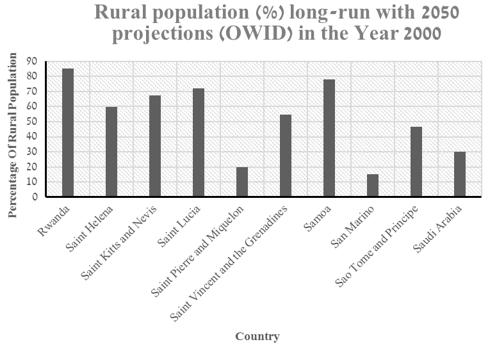 Rural population (%) long-run with 2050
projections (OWID) in the Year 2000
Percentage Of Rural Population
90
80
70
60
50
40
30
20
10
0
Rwanda
Saint Helena
Saint Kitts and Nevis
Saint Lucia
Saint Pierre and Miquelon
Saint Vincent and the Grenadines
Samoa
San Marino
Sao Tome and Principe
Saudi Arabia
Country